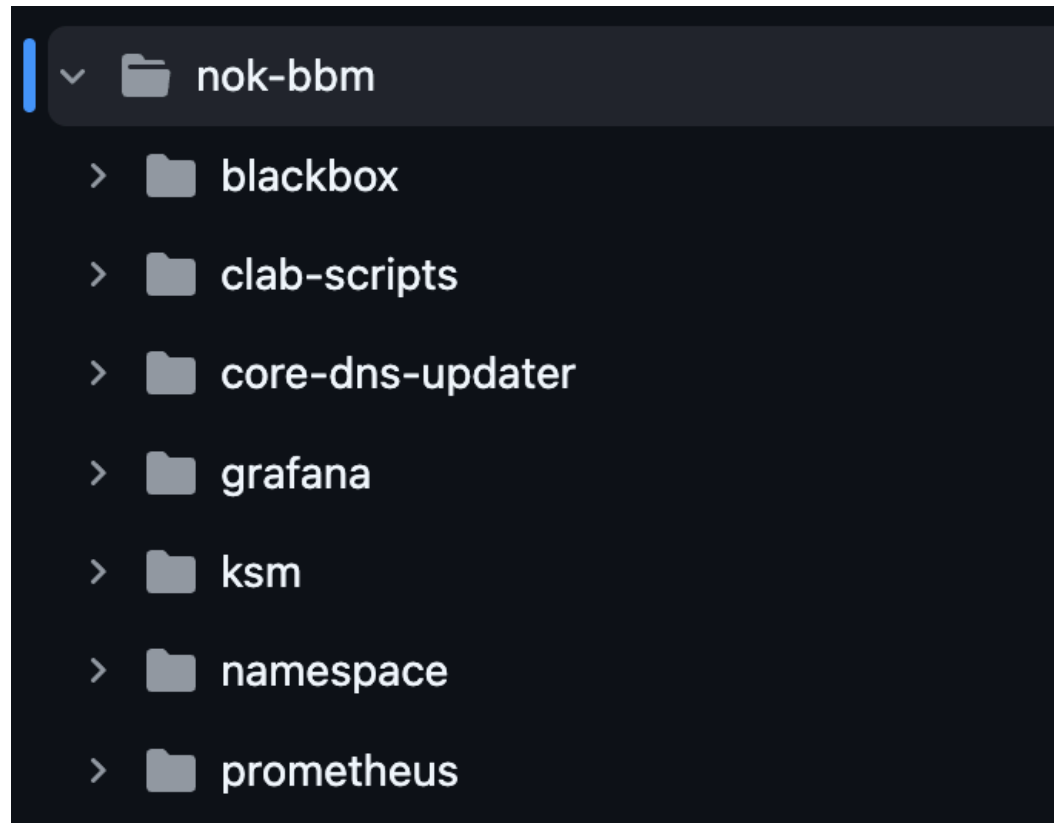 nok-bbm
blackbox
clab-scripts
core-dns-updater
grafana
ksm
namespace
prometheus